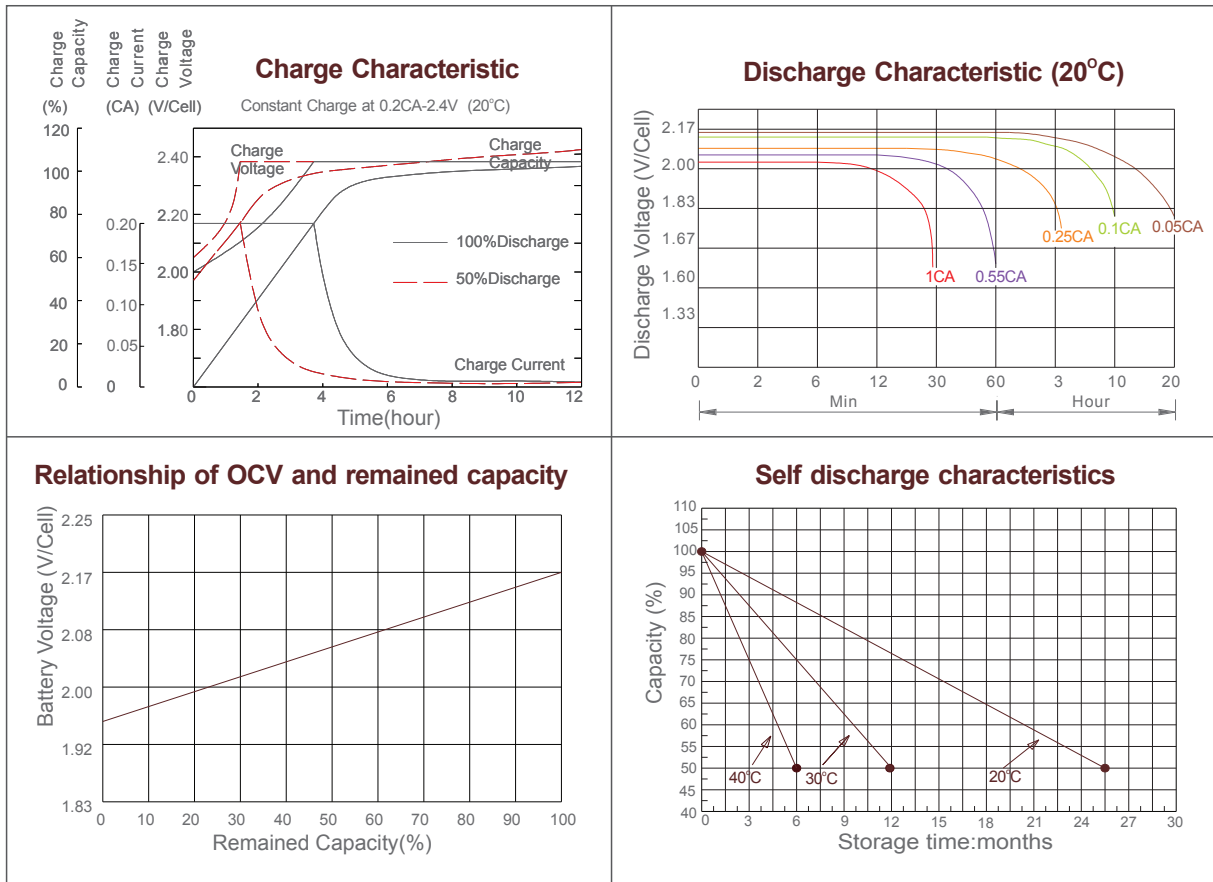 Charge Capacity
Charge Current
Charge Voltage
(%)
(CA)
(V/Cell)
Charge Characteristic
Constant Charge at 0.2CA-2.4V (20°C)
120
100
80
60
40
20
0
0.20
0.15
0.10
0.05
0
2.40
2.20
2.00
1.80
1.60
Charge Voltage
Charge Capacity
100%Discharge
50%Discharge
Charge Current
0 2 4 6 8 10 12
Time(hour)
Discharge Characteristic (20°C)
Discharge Voltage (V/Cell)
2.17
2.00
1.83
1.67
1.60
1.33
1CA
0.55CA
0.25CA
0.1CA
0.05CA
0 2 6 12 30 60 3 10 20
Min
Hour
Relationship of OCV and remained capacity
Battery Voltage (V/Cell)
2.25
2.17
2.08
2.00
1.92
1.83
0 10 20 30 40 50 60 70 80 90 100
Remained Capacity(%)
Self discharge characteristics
Capacity (%)
110
105
100
95
90
85
80
75
70
65
60
55
50
45
40
40°C
30°C
20°C
0 3 6 9 12 15 18 21 24 26 30
Storage time:months